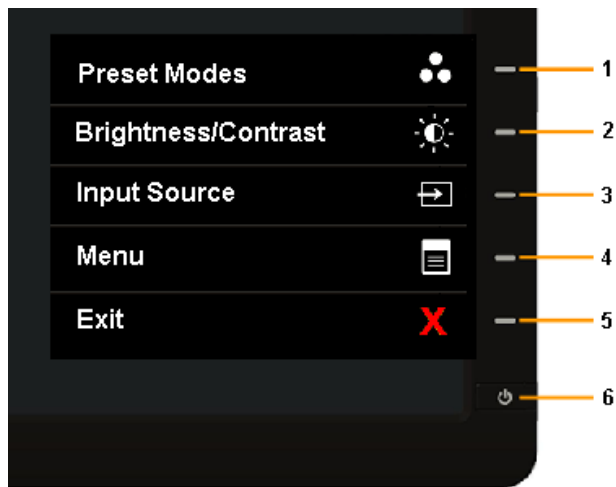 Preset Modes
1
Brightness/Contrast
2
Input Source
3
Menu
4
Exit
X
5
6